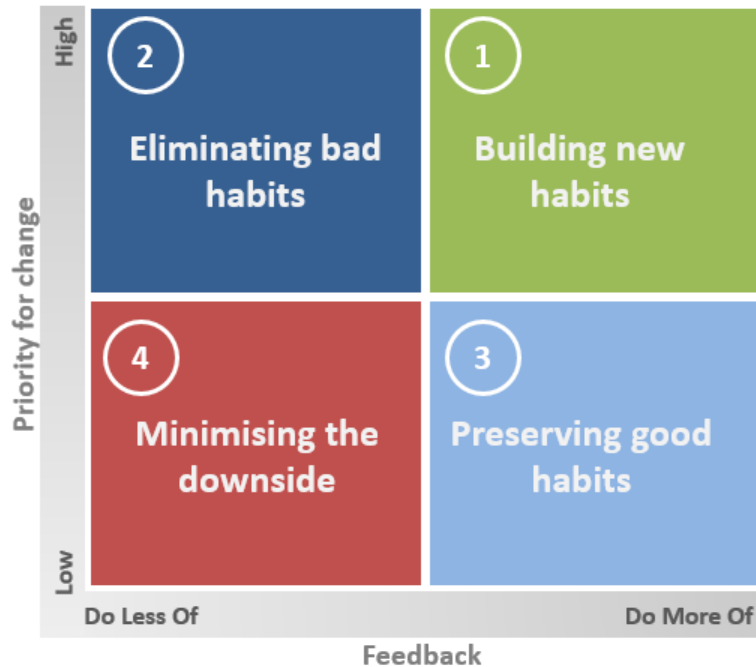 High
Priority for change
Low
2
Eliminating bad
habits
1
Building new
habits
4
Minimising the
downside
3
Preserving good
habits
Do Less Of
Do More Of
Feedback